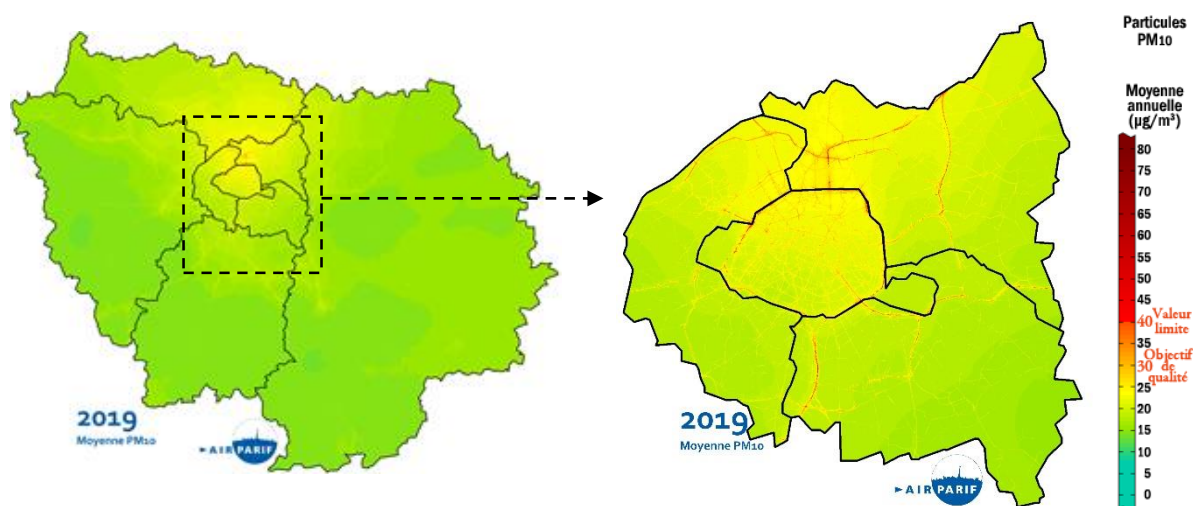 2019
Moyenne PM10
AIRPARIF
2019
Moyenne PM10
AIRPARIF
Particules
PM10
Moyenne
annuelle
(µg/m³)
80
75
70
65
60
55
50
45
40 Valeur
limite
35
Objectif
30 de
qualité
25
20
15
10
5
0